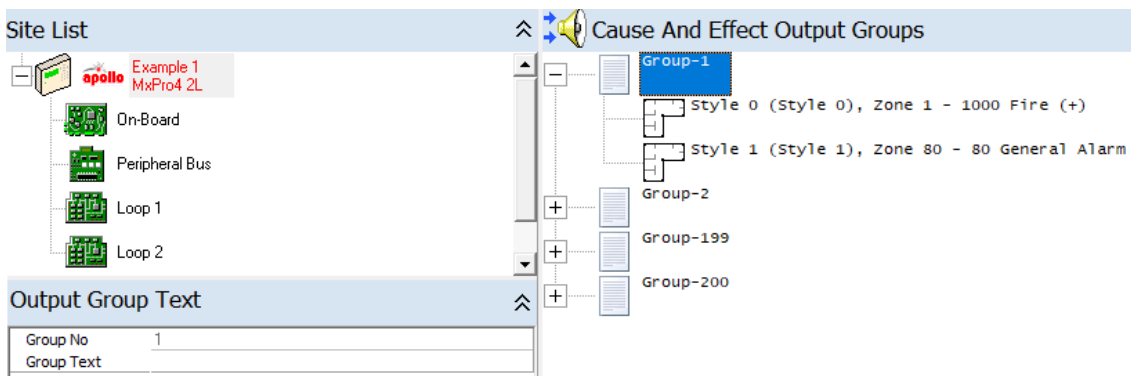 Site List
apollo
Example 1
MxPro4 2L
On-Board
Peripheral Bus
Loop 1
Loop 2
Output Group Text
Group No 1
Group Text
Cause And Effect Output Groups
Group-1
Style 0 (Style 0), Zone 1 - 1000 Fire (+)
Style 1 (Style 1), Zone 80 - 80 General Alarm
Group-2
Group-199
Group-200